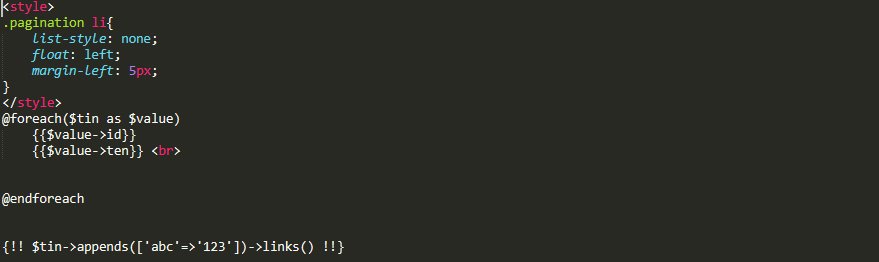 <style>
.pagination li{
    list-style: none;
    float: left;
    margin-left: 5px;
}
</style>
@foreach($tin as $value)
    {{$value->id}}
    {{$value->ten}} <br>
@endforeach
{!! $tin->appends(['abc'=>'123'])->links() !!}